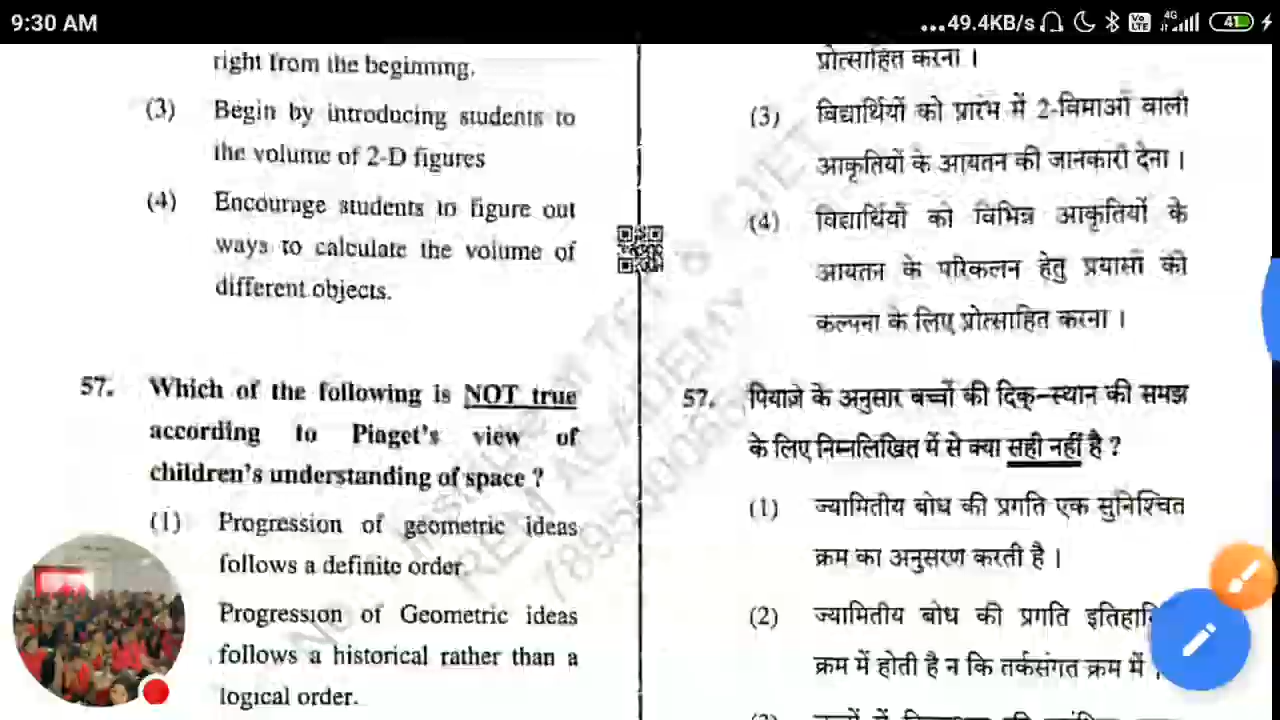 9:30 AM
...49.4KB/s
4G
Vo LTE
41
right from the beginning.
(3) Begin by introducing students to
the volume of 2-D figures
(4) Encourage students to figure out
ways to calculate the volume of
different objects.
57. Which of the following is NOT true
according to Piaget's view of
children's understanding of space ?
(1) Progression of geometric ideas
follows a definite order.
Progression of Geometric ideas
follows a historical rather than a
logical order.
प्रोत्साहित करना ।
(3) विद्यार्थियों को प्रारंभ में 2-विमाओं वाली
आकृतियों के आयतन की जानकारी देना ।
(4) विद्यार्थियों को विभिन्न आकृतियों के
आयतन के परिकलन हेतु प्रयासों की
कल्पना के लिए प्रोत्साहित करना ।
57. पियाज़े के अनुसार बच्चों की दिक्-स्थान की समझ
के लिए निम्नलिखित में से क्या सही नहीं है ?
(1) ज्यामितीय बोध की प्रगति एक सुनिश्चित
क्रम का अनुसरण करती है ।
(2) ज्यामितीय बोध की प्रगति
क्रम में होती है न कि तर्कसंगत क्रम में ।
PREM ACADEMY